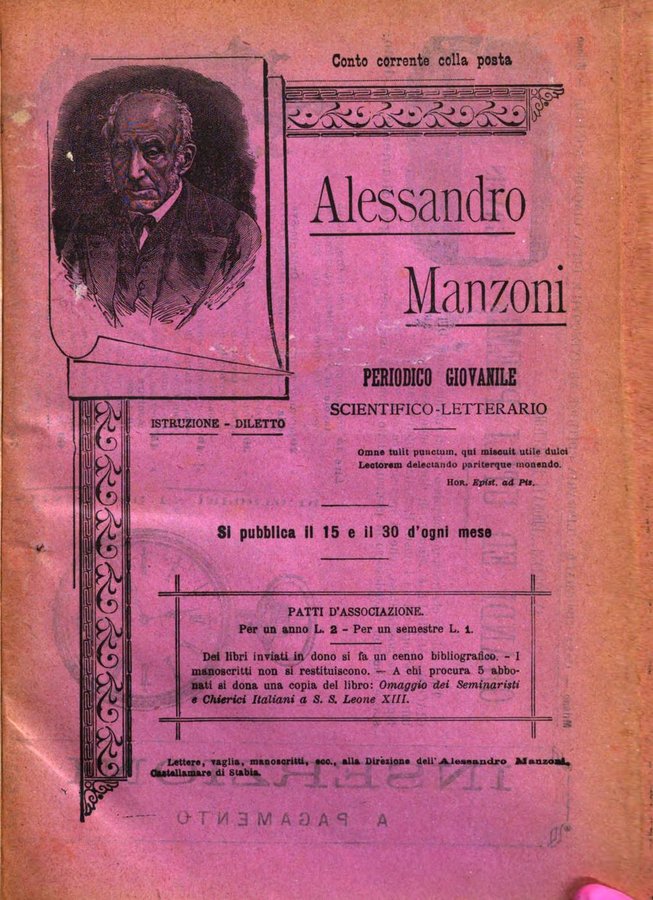 Conto corrente colla posta
Alessandro
Manzoni
PERIODICO GIOVANILE
SCIENTIFICO-LETTERARIO
ISTRUZIONE - DILETTO
Omne tulit punctum, qui miscuit utile dulci
Lectorem delectando pariterque monendo.
HOR. Epist. ad Pis.
Si pubblica il 15 e il 30 d'ogni mese
PATTI D'ASSOCIAZIONE.
Per un anno L. 2 - Per un semestre L. 1.
Dei libri inviati in dono si fa un cenno bibliografico. - I
manoscritti non si restituiscono. — A chi procura 5 abbo-
nati si dona una copia del libro: Omaggio dei Seminaristi
e Chierici Italiani a S. S. Leone XIII.
Lettere, vaglia, manoscritti, ecc., alla Direzione dell'Alessandro Manzoni,
Castellamare di Stabia.
INSERZIONI
A PAGAMENTO